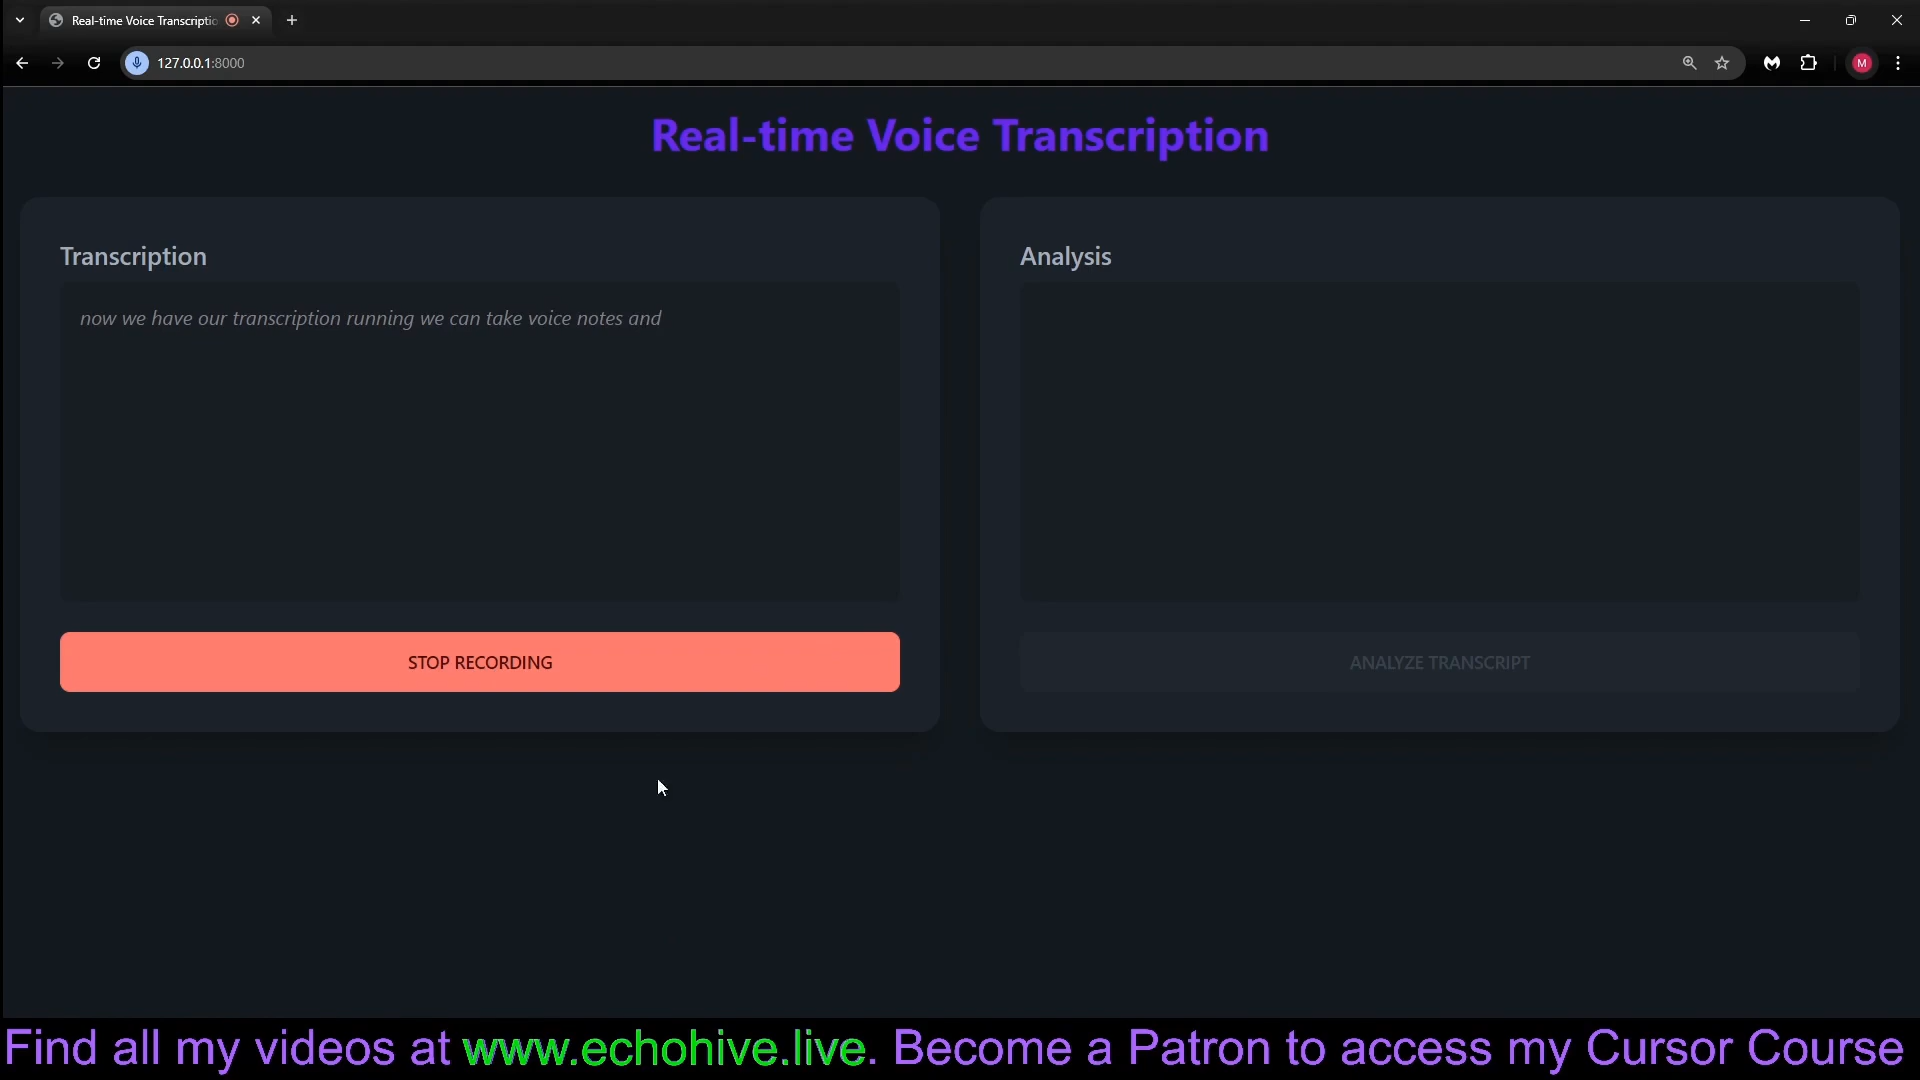 Real-time Voice Transcriptio
127.0.0.1:8000
M
Real-time Voice Transcription
Transcription
now we have our transcription running we can take voice notes and
STOP RECORDING
Analysis
ANALYZE TRANSCRIPT
Find all my videos at www.echohive.live. Become a Patron to access my Cursor Course